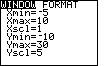 WINDOW FORMAT
Xmin=-5
Xmax=10
Xscl=1
Ymin=-10
Ymax=30
Yscl=5